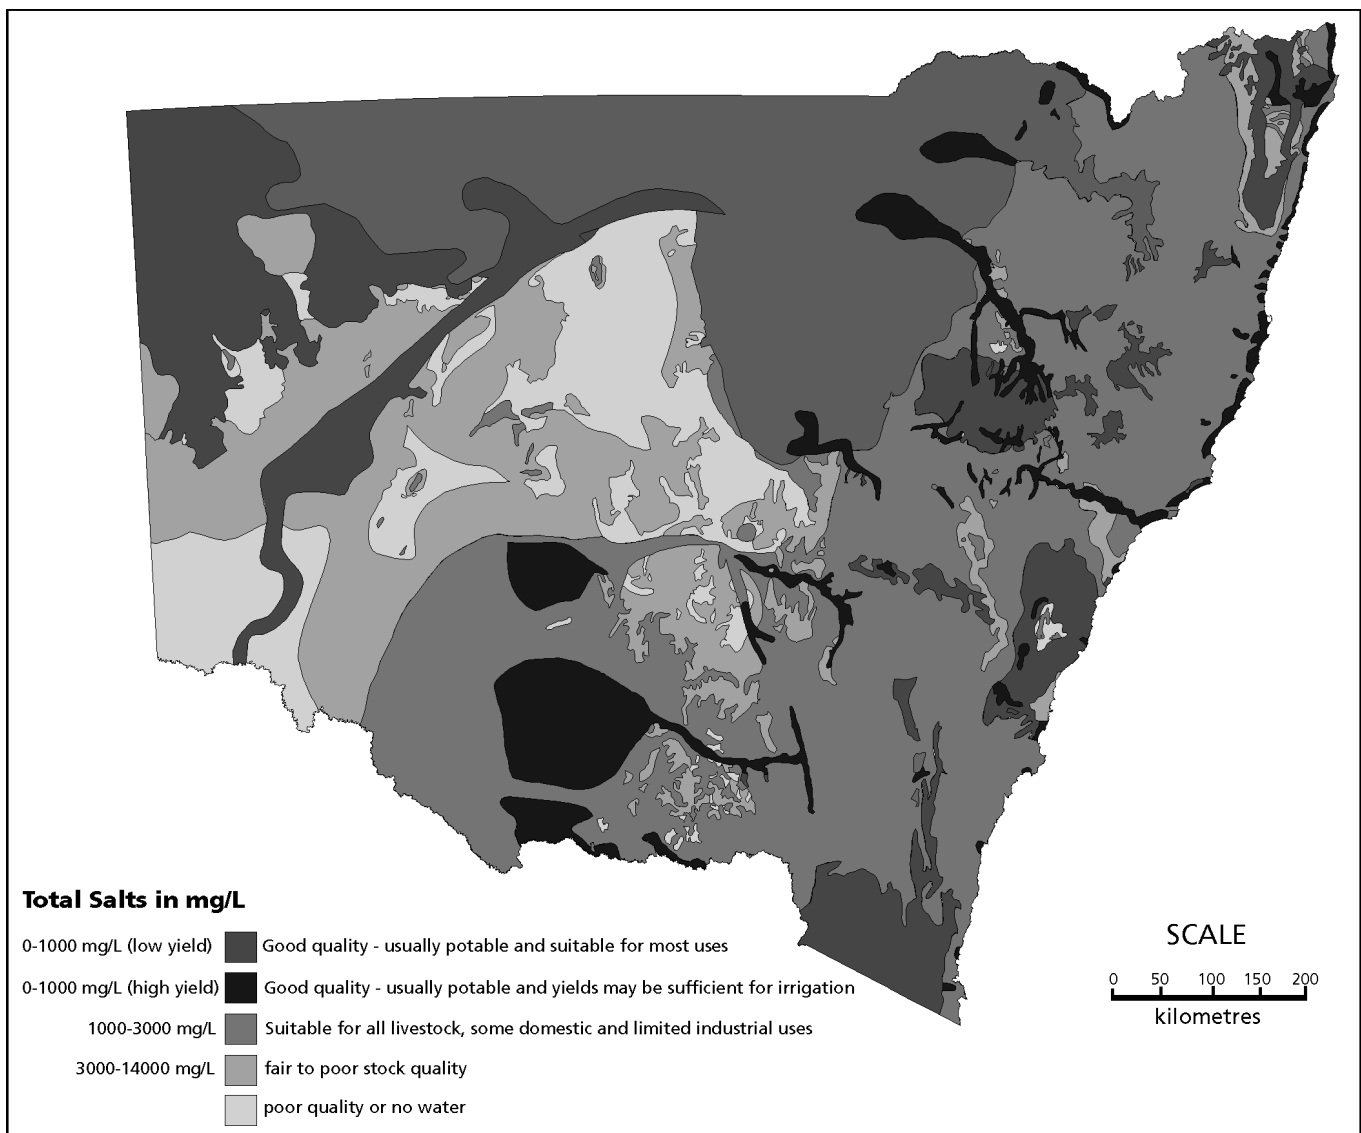 Total Salts in mg/L
0-1000 mg/L (low yield) Good quality - usually potable and suitable for most uses
0-1000 mg/L (high yield) Good quality - usually potable and yields may be sufficient for irrigation
1000-3000 mg/L Suitable for all livestock, some domestic and limited industrial uses
3000-14000 mg/L fair to poor stock quality
poor quality or no water
SCALE
0 50 100 150 200
kilometres